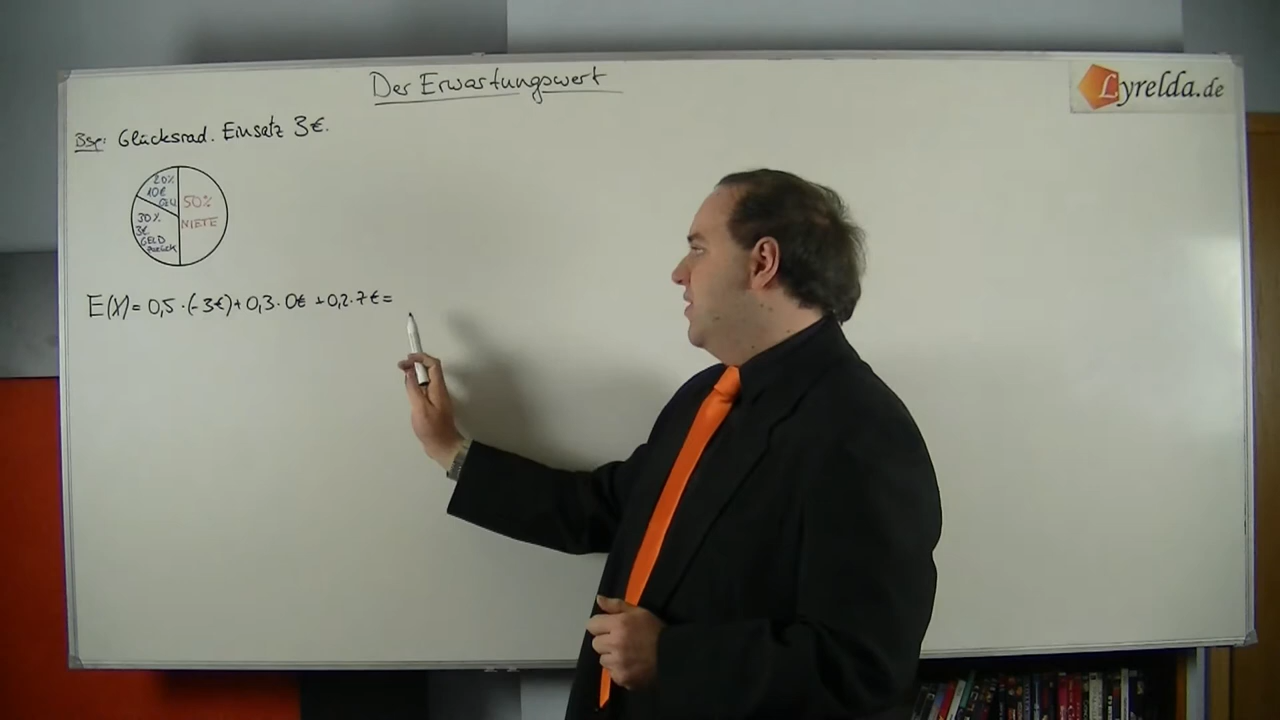 Der Erwartungswert
Lyrelda.de
Bsp: Glücksrad. Einsatz 3€.
20%
10€
50%
NIETE
30%
3€
GELD
zurück
E(X)= 0,5·(-3€)+0,3·0€+0,2·7€=